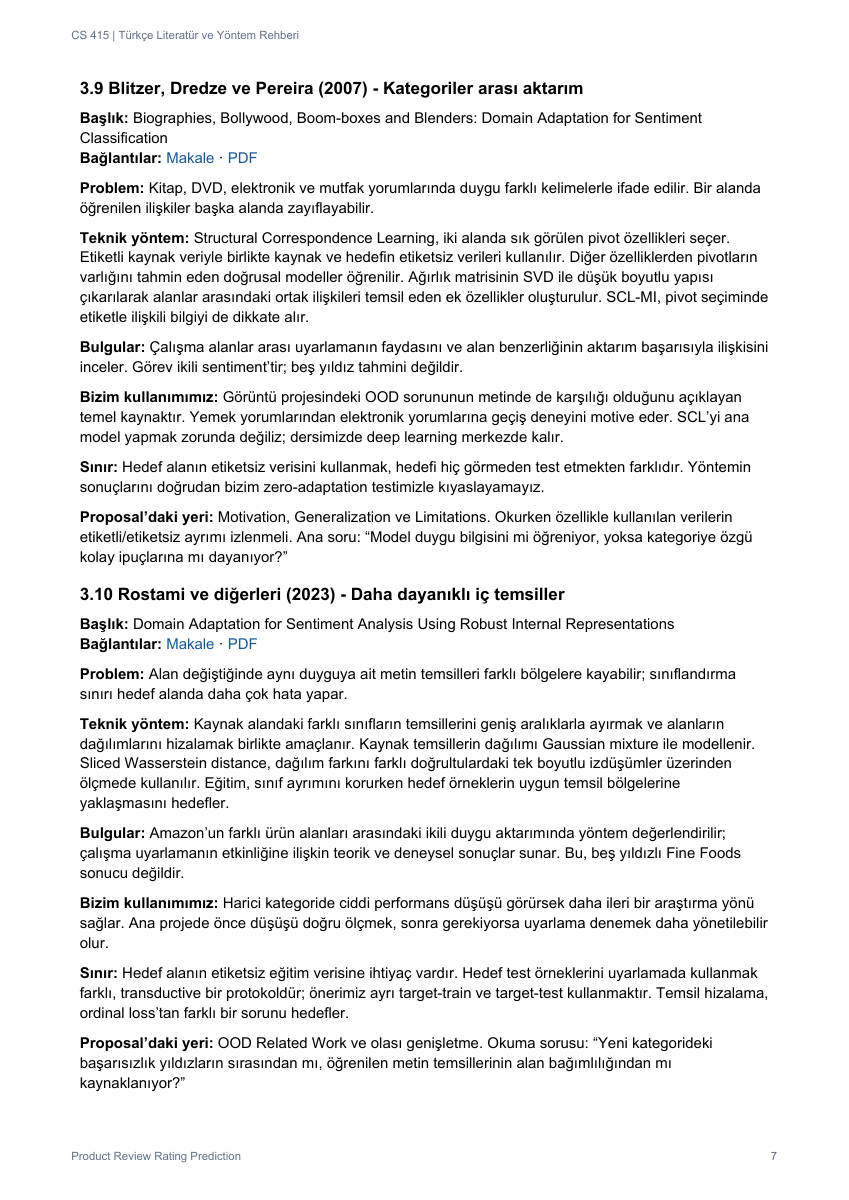 CS 415 | Türkçe Literatür ve Yöntem Rehberi
3.9 Blitzer, Dredze ve Pereira (2007) - Kategoriler arası aktarım
Başlık: Biographies, Bollywood, Boom-boxes and Blenders: Domain Adaptation for Sentiment
Classification
Bağlantılar: Makale · PDF
Problem: Kitap, DVD, elektronik ve mutfak yorumlarında duygu farklı kelimelerle ifade edilir. Bir alanda
öğrenilen ilişkiler başka alanda zayıflayabilir.
Teknik yöntem: Structural Correspondence Learning, iki alanda sık görülen pivot özellikleri seçer.
Etiketli kaynak veriyle birlikte kaynak ve hedefin etiketsiz verileri kullanılır. Diğer özelliklerden pivotların
varlığını tahmin eden doğrusal modeller öğrenilir. Ağırlık matrisinin SVD ile düşük boyutlu yapısı
çıkarılarak alanlar arasındaki ortak ilişkileri temsil eden ek özellikler oluşturulur. SCL-MI, pivot seçiminde
etiketle ilişkili bilgiyi de dikkate alır.
Bulgular: Çalışma alanlar arası uyarlamanın faydasını ve alan benzerliğinin aktarım başarısıyla ilişkisini
inceler. Görev ikili sentiment’tir; beş yıldız tahmini değildir.
Bizim kullanımımız: Görüntü projesindeki OOD sorununun metinde de karşılığı olduğunu açıklayan
temel kaynaktır. Yemek yorumlarından elektronik yorumlarına geçiş deneyini motive eder. SCL’yi ana
model yapmak zorunda değiliz; dersimizde deep learning merkezde kalır.
Sınır: Hedef alanın etiketsiz verisini kullanmak, hedefi hiç görmeden test etmekten farklıdır. Yöntemin
sonuçlarını doğrudan bizim zero-adaptation testimizle kıyaslayamayız.
Proposal’daki yeri: Motivation, Generalization ve Limitations. Okurken özellikle kullanılan verilerin
etiketli/etiketsiz ayrımı izlenmeli. Ana soru: “Model duygu bilgisini mi öğreniyor, yoksa kategoriye özgü
kolay ipuçlarına mı dayanıyor?”
3.10 Rostami ve diğerleri (2023) - Daha dayanıklı iç temsiller
Başlık: Domain Adaptation for Sentiment Analysis Using Robust Internal Representations
Bağlantılar: Makale · PDF
Problem: Alan değiştiğinde aynı duyguya ait metin temsilleri farklı bölgelere kayabilir; sınıflandırma
sınırı hedef alanda daha çok hata yapar.
Teknik yöntem: Kaynak alandaki farklı sınıfların temsillerini geniş aralıklarla ayırmak ve alanların
dağılımlarını hizalamak birlikte amaçlanır. Kaynak temsillerin dağılımı Gaussian mixture ile modellenir.
Sliced Wasserstein distance, dağılım farkını farklı doğrultulardaki tek boyutlu izdüşümler üzerinden
ölçmede kullanılır. Eğitim, sınıf ayrımını korurken hedef örneklerin uygun temsil bölgelerine
yaklaşmasını hedefler.
Bulgular: Amazon’un farklı ürün alanları arasındaki ikili duygu aktarımında yöntem değerlendirilir;
çalışma uyarlamanın etkinliğine ilişkin teorik ve deneysel sonuçlar sunar. Bu, beş yıldızlı Fine Foods
sonucu değildir.
Bizim kullanımımız: Harici kategoride ciddi performans düşüşü görürsek daha ileri bir araştırma yönü
sağlar. Ana projede önce düşüşü doğru ölçmek, sonra gerekiyorsa uyarlama denemek daha yönetilebilir
olur.
Sınır: Hedef alanın etiketsiz eğitim verisine ihtiyaç vardır. Hedef test örneklerini uyarlamada kullanmak
farklı, transductive bir protokoldür; önerimiz ayrı target-train ve target-test kullanmaktır. Temsil hizalama,
ordinal loss’tan farklı bir sorunu hedefler.
Proposal’daki yeri: OOD Related Work ve olası genişletme. Okuma sorusu: “Yeni kategorideki
başarısızlık yıldızların sırasından mı, öğrenilen metin temsillerinin alan bağımlılığından mı
kaynaklanıyor?”
Product Review Rating Prediction
7